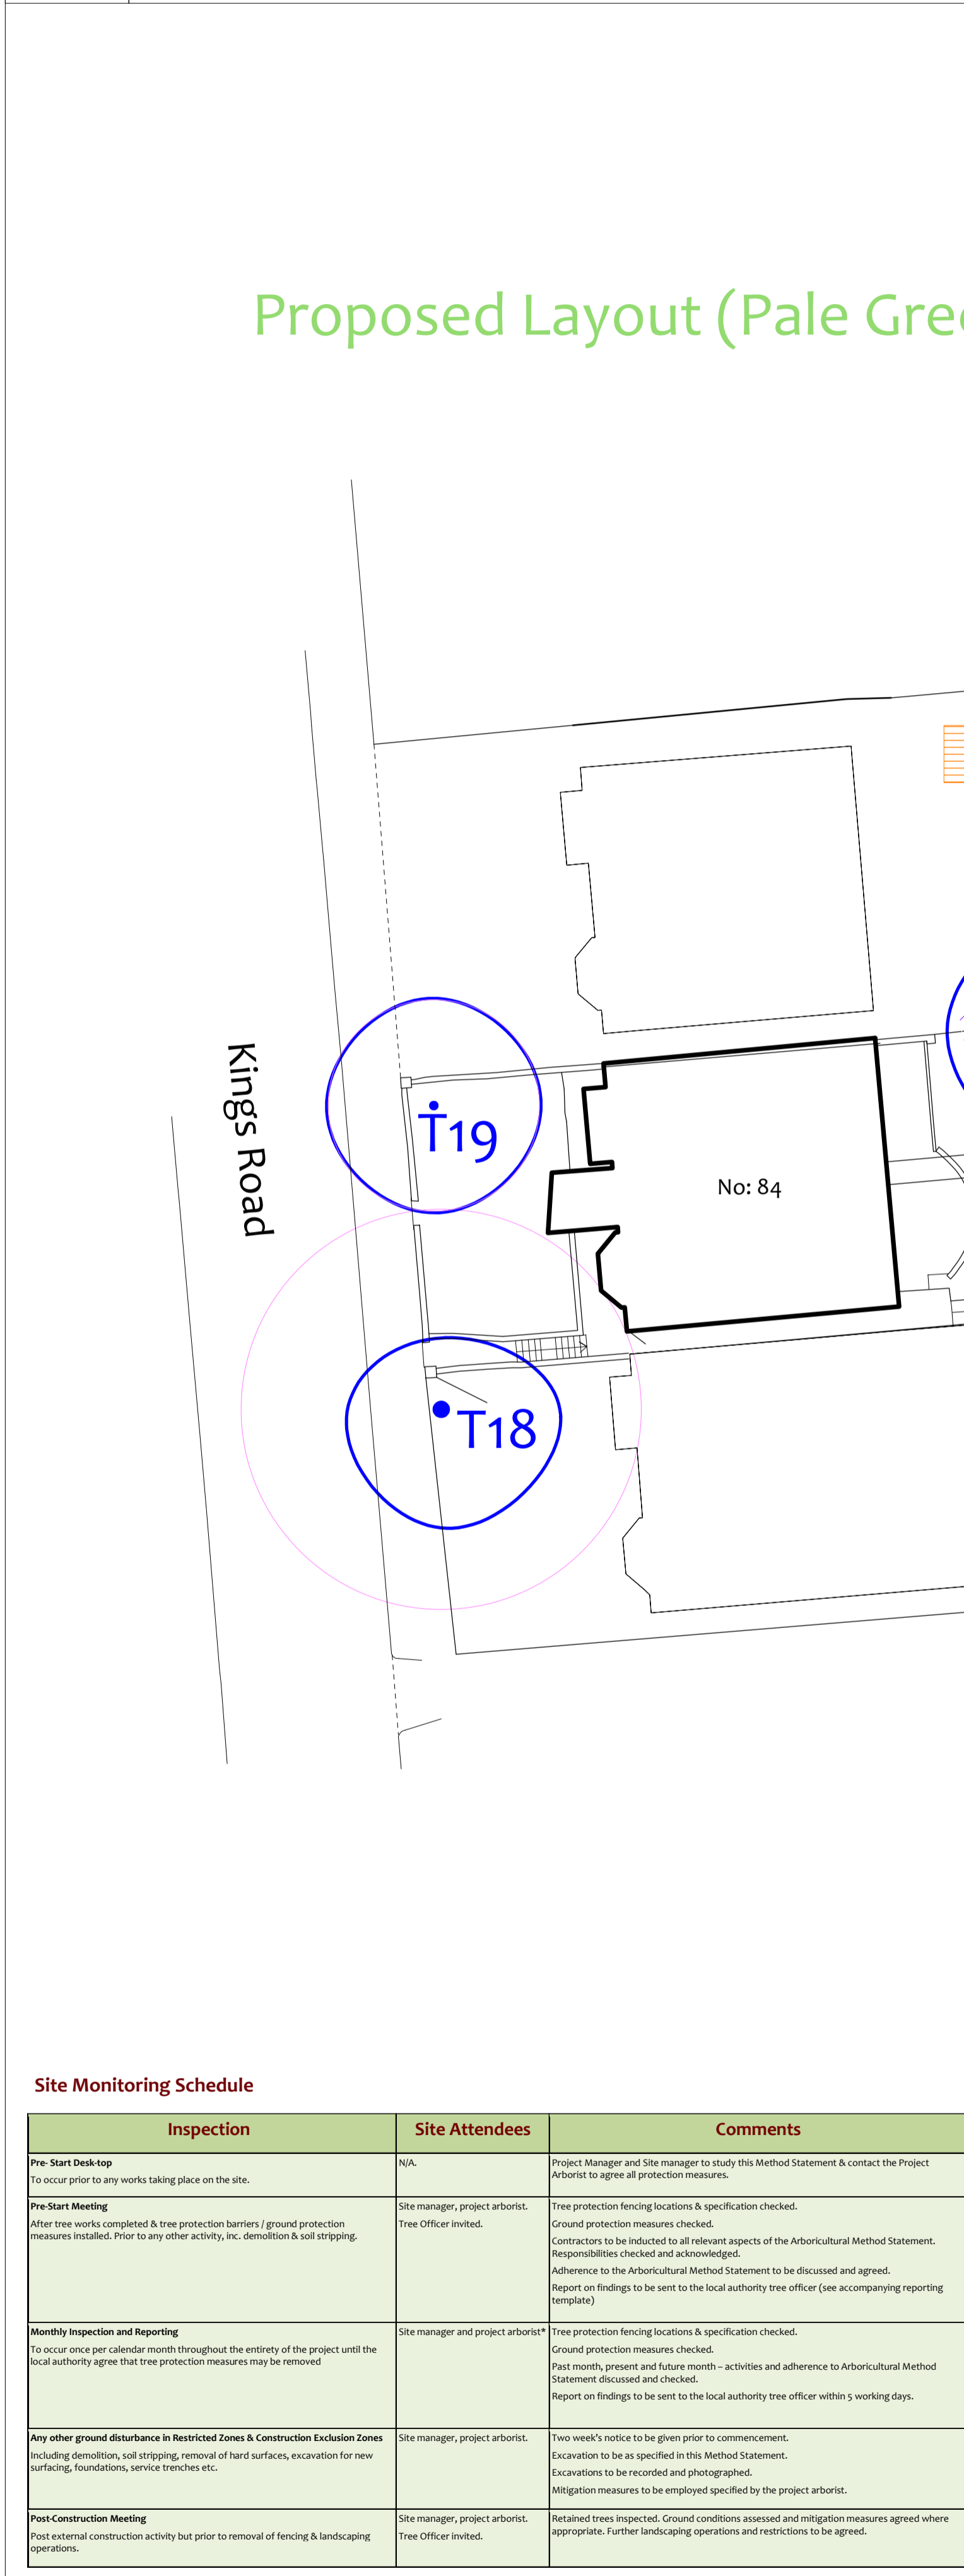 Proposed Layout (Pale Gre
Kings Road
T19
No: 84
T18
Site Monitoring Schedule
Inspection
Site Attendees
Comments
Pre- Start Desk-top
To occur prior to any works taking place on the site.
N/A.
Project Manager and Site manager to study this Method Statement & contact the Project
Arborist to agree all protection measures.
Pre-Start Meeting
After tree works completed & tree protection barriers / ground protection
measures installed. Prior to any other activity, inc. demolition & soil stripping.
Site manager, project arborist.
Tree Officer invited.
Tree protection fencing locations & specification checked.
Ground protection measures checked.
Contractors to be inducted to all relevant aspects of the Arboricultural Method Statement.
Responsibilities checked and acknowledged.
Adherence to the Arboricultural Method Statement to be discussed and agreed.
Report on findings to be sent to the local authority tree officer (see accompanying reporting
template)
Monthly Inspection and Reporting
To occur once per calendar month throughout the entirety of the project until the
local authority agree that tree protection measures may be removed
Site manager and project arborist*
Tree protection fencing locations & specification checked.
Ground protection measures checked.
Past month, present and future month – activities and adherence to Arboricultural Method
Statement discussed and checked.
Report on findings to be sent to the local authority tree officer within 5 working days.
Any other ground disturbance in Restricted Zones & Construction Exclusion Zones
Including demolition, soil stripping, removal of hard surfaces, excavation for new
surfacing, foundations, service trenches etc.
Site manager, project arborist.
Two week's notice to be given prior to commencement.
Excavation to be as specified in this Method Statement.
Excavations to be recorded and photographed.
Mitigation measures to be employed specified by the project arborist.
Post-Construction Meeting
Post external construction activity but prior to removal of fencing & landscaping
operations.
Site manager, project arborist.
Tree Officer invited.
Retained trees inspected. Ground conditions assessed and mitigation measures agreed where
appropriate. Further landscaping operations and restrictions to be agreed.